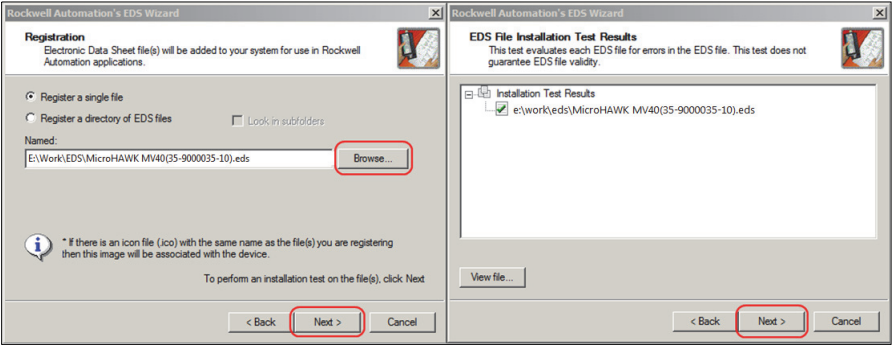 Rockwell Automation's EDS Wizard
Registration
Electronic Data Sheet file(s) will be added to your system for use in Rockwell
Automation applications.
Register a single file
Register a directory of EDS files
Look in subfolders
Named:
E:\Work\EDS\MicroHAWK MV40(35-9000035-10).eds
Browse...
* If there is an icon file (.ico) with the same name as the file(s) you are registering
then this image will be associated with the device.
To perform an installation test on the file(s), click Next
< Back
Next >
Cancel
Rockwell Automation's EDS Wizard
EDS File Installation Test Results
This test evaluates each EDS file for errors in the EDS file. This test does not
guarantee EDS file validity.
Installation Test Results
e:\work\eds\MicroHAWK MV40(35-9000035-10).eds
View file...
< Back
Next >
Cancel